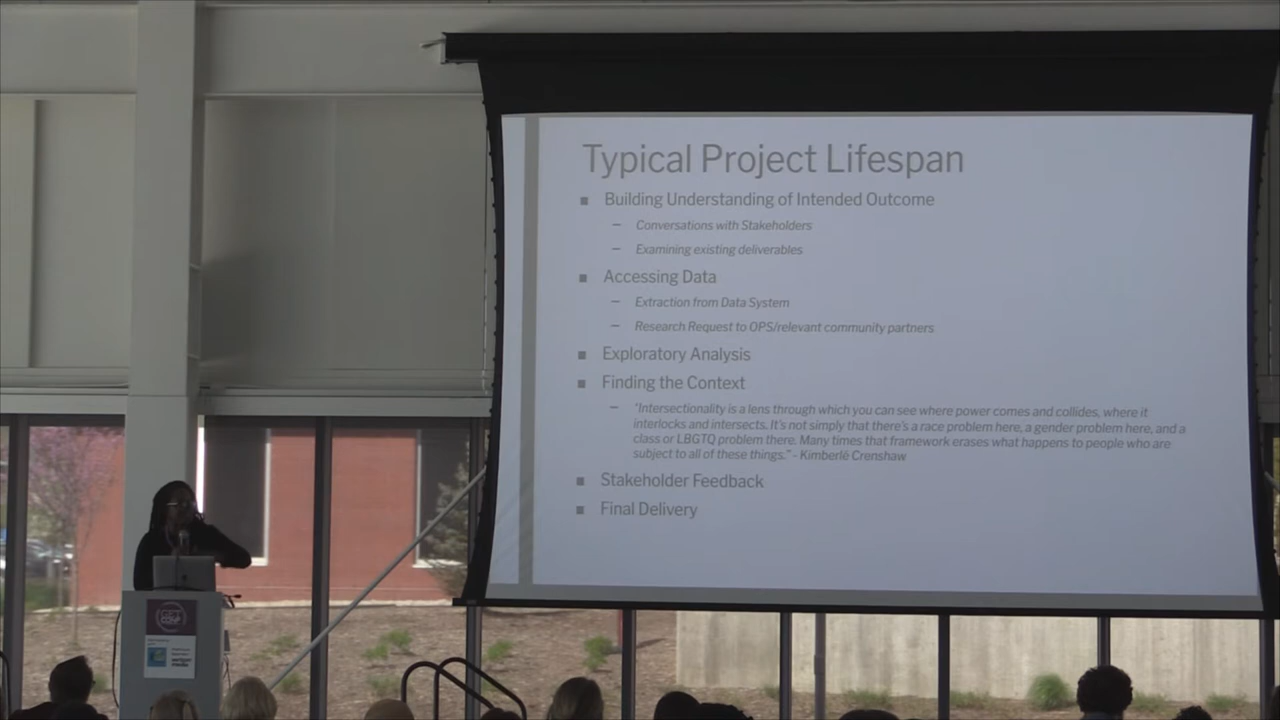 Typical Project Lifespan
■ Building Understanding of Intended Outcome
– Conversations with Stakeholders
– Examining existing deliverables
■ Accessing Data
– Extraction from Data System
– Research Request to OPS/relevant community partners
■ Exploratory Analysis
■ Finding the Context
– "Intersectionality is a lens through which you can see where power comes and collides, where it
interlocks and intersects. It's not simply that there's a race problem here, a gender problem here, and a
class or LBGTQ problem there. Many times that framework erases what happens to people who are
subject to all of these things." - Kimberlé Crenshaw
■ Stakeholder Feedback
■ Final Delivery
GET
CONF
verizon
media